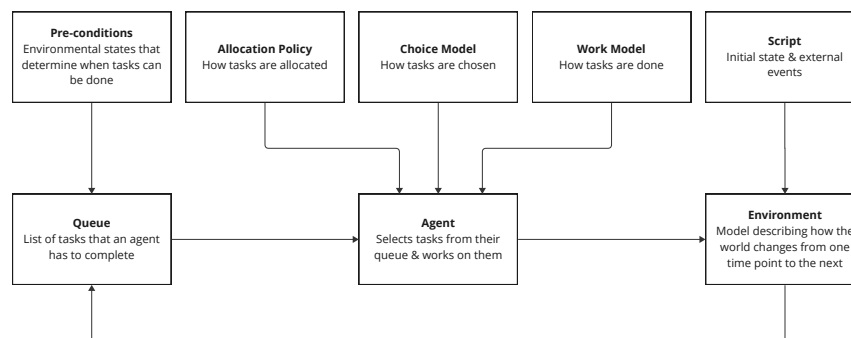 Pre-conditions
Environmental states that
determine when tasks can
be done
Allocation Policy
How tasks are allocated
Choice Model
How tasks are chosen
Work Model
How tasks are done
Script
Initial state & external
events
Queue
List of tasks that an agent
has to complete
Agent
Selects tasks from their
queue & works on them
Environment
Model describing how the
world changes from one
time point to the next